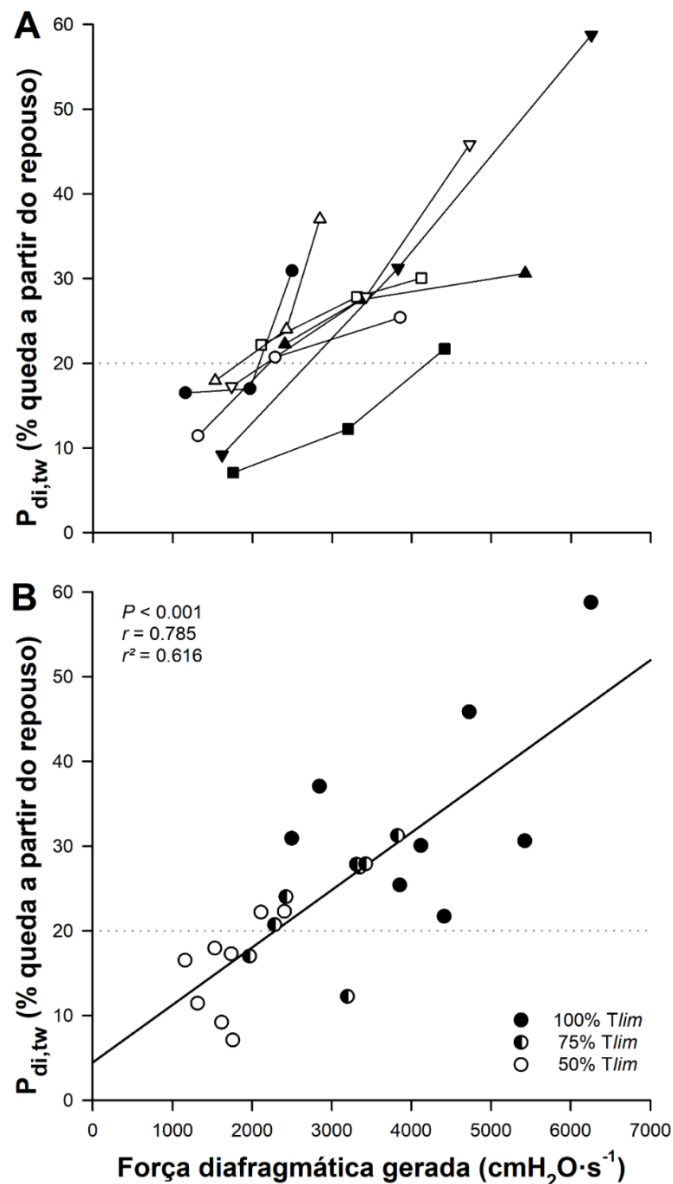 A
P_di,tw (% queda a partir do repouso)
60
50
40
30
20
10
0
B
P < 0.001
r = 0.785
r² = 0.616
P_di,tw (% queda a partir do repouso)
60
50
40
30
20
10
0
100% Tlim
75% Tlim
50% Tlim
0 1000 2000 3000 4000 5000 6000 7000
Força diafragmática gerada (cmH₂O·s⁻¹)